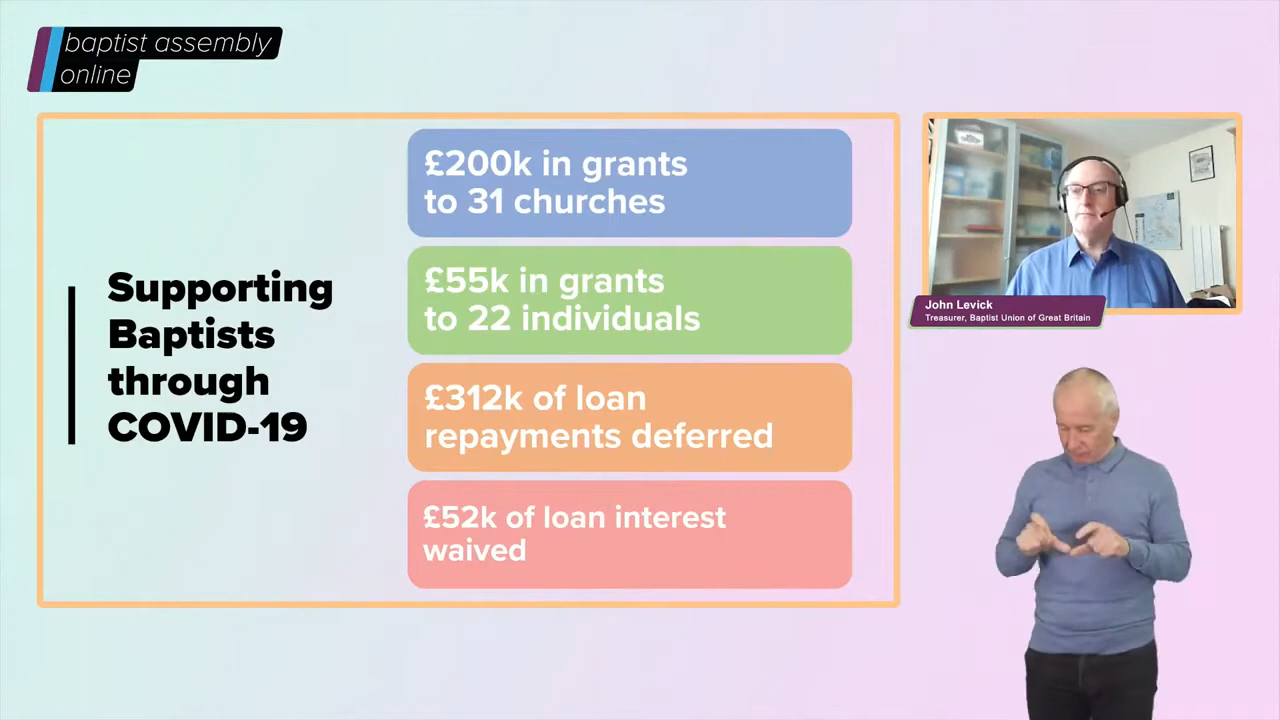 baptist assembly
online
Supporting
Baptists
through
COVID-19
£200k in grants
to 31 churches
£55k in grants
to 22 individuals
£312k of loan
repayments deferred
£52k of loan interest
waived
John Levick
Treasurer, Baptist Union of Great Britain